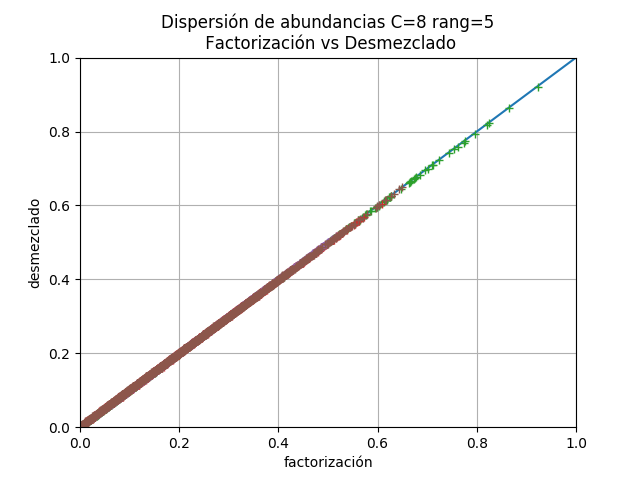 Dispersión de abundancias C=8 rang=5
Factorización vs Desmezclado
1.0
0.8
0.6
0.4
0.2
0.0
desmezclado
0.0 0.2 0.4 0.6 0.8 1.0
factorización